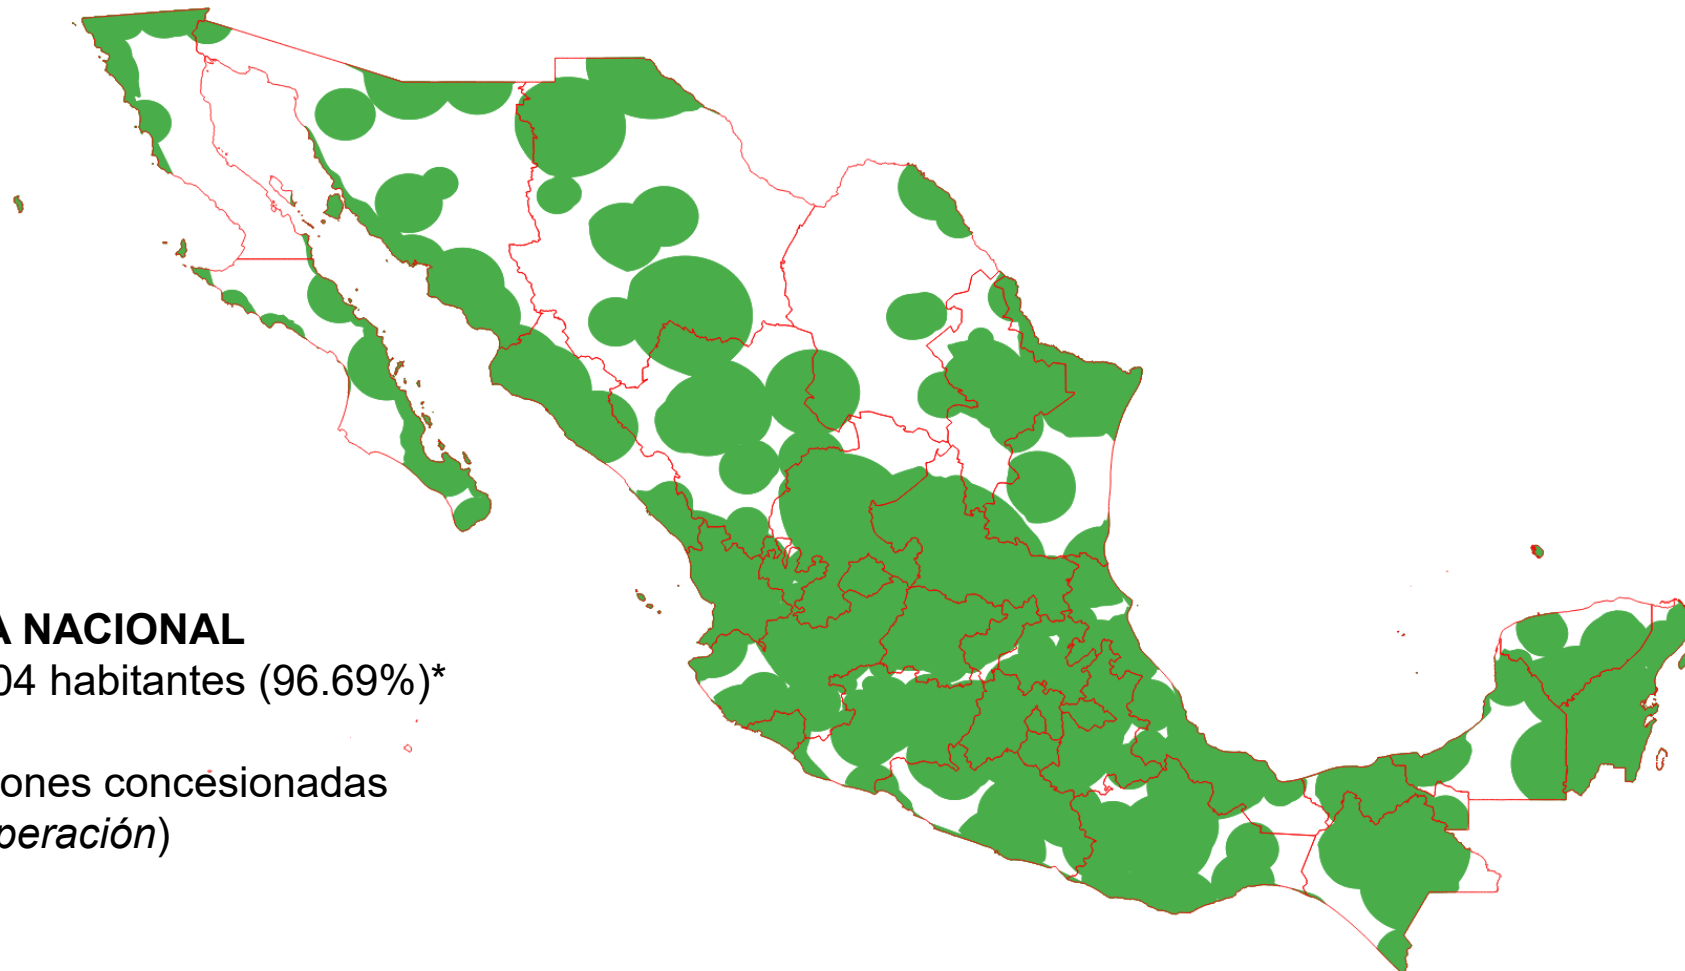 A NACIONAL
04 habitantes (96.69%)*
ones concesionadas
peración)